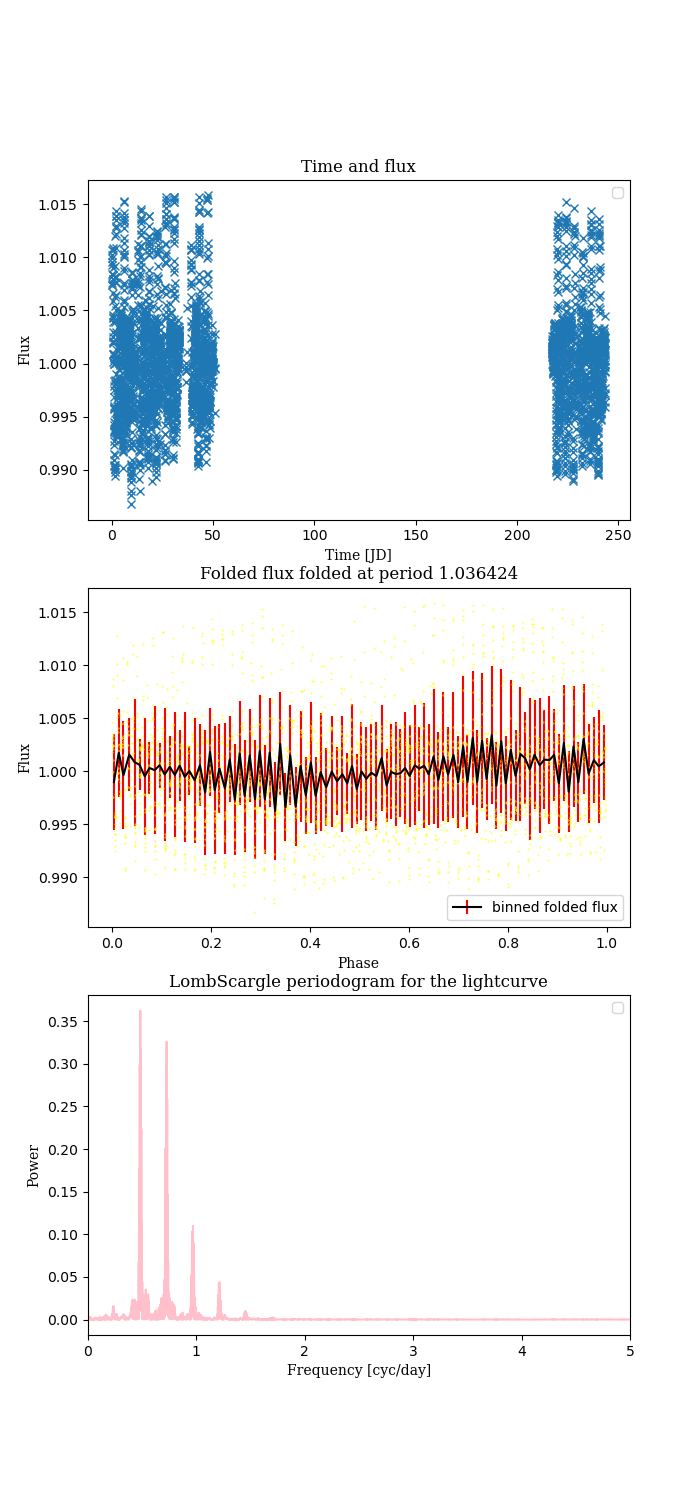 Time and flux
1.015
1.010
1.005
1.000
0.995
0.990
Flux
0 50 100 150 200 250
Time [JD]
Folded flux folded at period 1.036424
1.015
1.010
1.005
1.000
0.995
0.990
Flux
binned folded flux
0.0 0.2 0.4 0.6 0.8 1.0
Phase
LombScargle periodogram for the lightcurve
0.35
0.30
0.25
0.20
0.15
0.10
0.05
0.00
Power
0 1 2 3 4 5
Frequency [cyc/day]